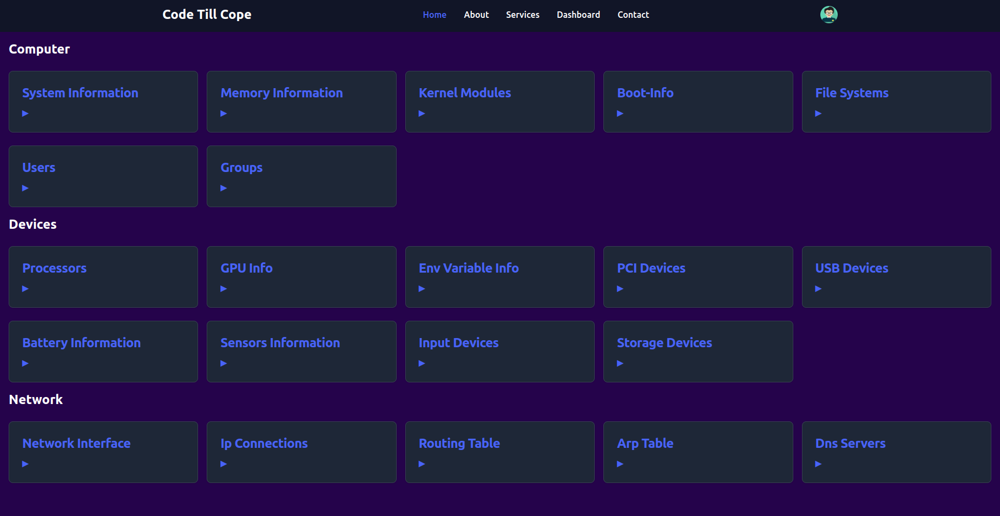 Code Till Cope
Home About Services Dashboard Contact
Computer
System Information Memory Information Kernel Modules Boot-Info File Systems
Users Groups
Devices
Processors GPU Info Env Variable Info PCI Devices USB Devices
Battery Information Sensors Information Input Devices Storage Devices
Network
Network Interface Ip Connections Routing Table Arp Table Dns Servers